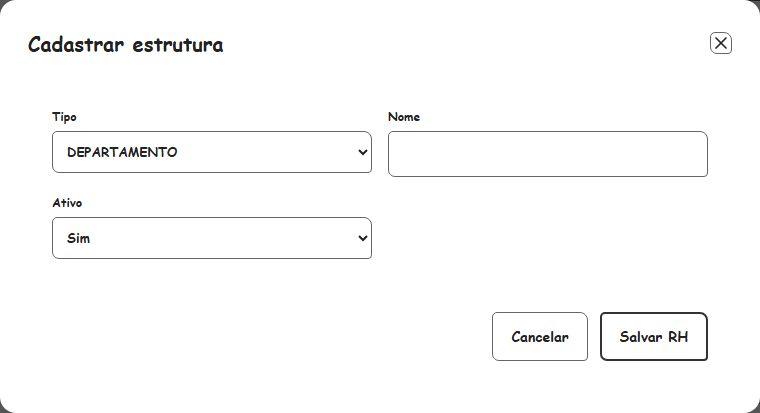 Cadastrar estrutura
Tipo
Nome
DEPARTAMENTO
Ativo
Sim
Cancelar
Salvar RH